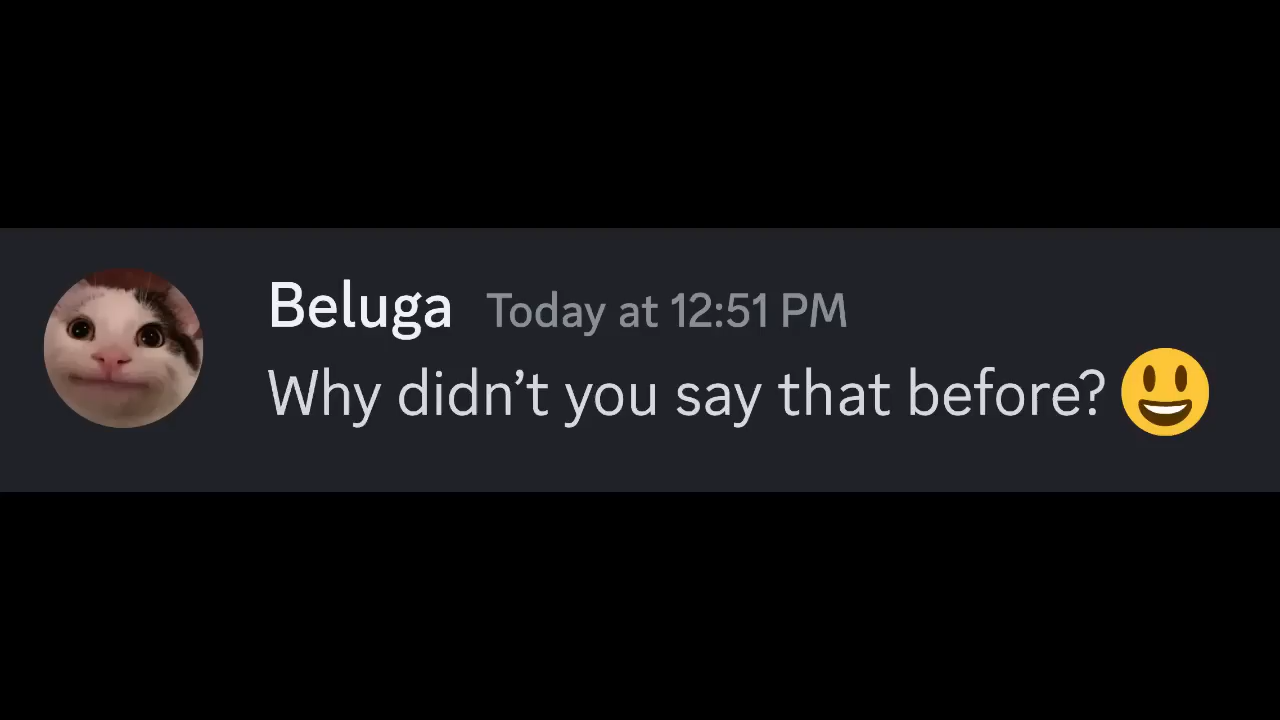 Beluga Today at 12:51 PM
Why didn’t you say that before? 😃